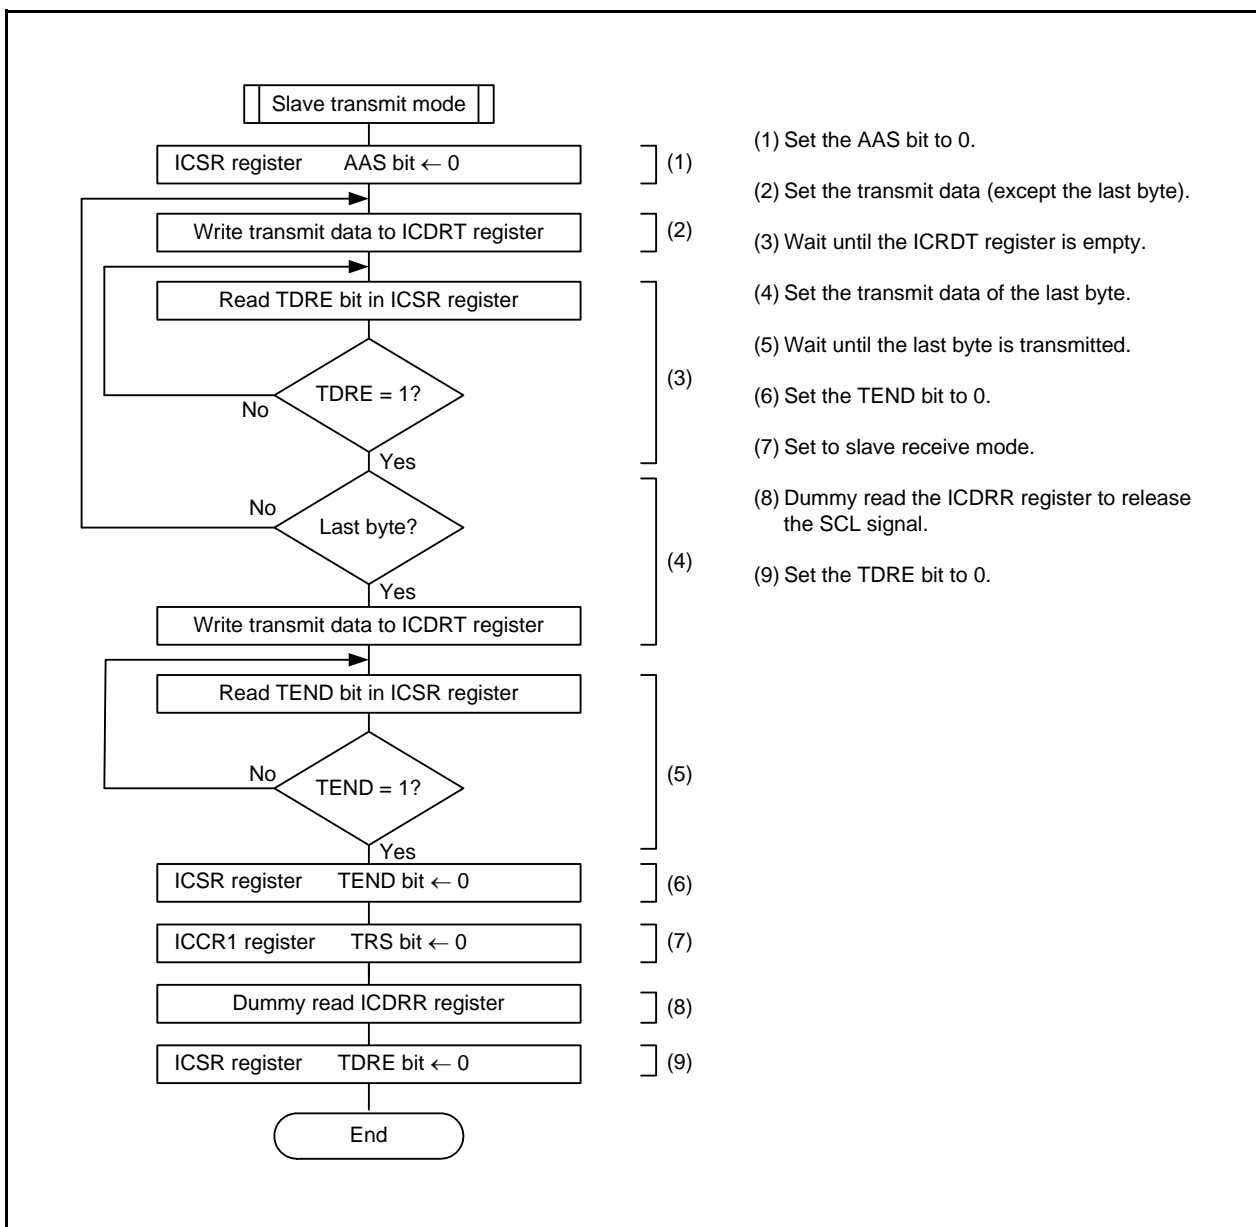 Slave transmit mode
ICSR register AAS bit ← 0
(1)
Write transmit data to ICDRT register
(2)
Read TDRE bit in ICSR register
TDRE = 1?
No
Yes
(3)
No
Last byte?
Yes
Write transmit data to ICDRT register
(4)
Read TEND bit in ICSR register
No
TEND = 1?
Yes
(5)
ICSR register TEND bit ← 0
(6)
ICCR1 register TRS bit ← 0
(7)
Dummy read ICDRR register
(8)
ICSR register TDRE bit ← 0
(9)
End
(1) Set the AAS bit to 0.
(2) Set the transmit data (except the last byte).
(3) Wait until the ICRDT register is empty.
(4) Set the transmit data of the last byte.
(5) Wait until the last byte is transmitted.
(6) Set the TEND bit to 0.
(7) Set to slave receive mode.
(8) Dummy read the ICDRR register to release
the SCL signal.
(9) Set the TDRE bit to 0.